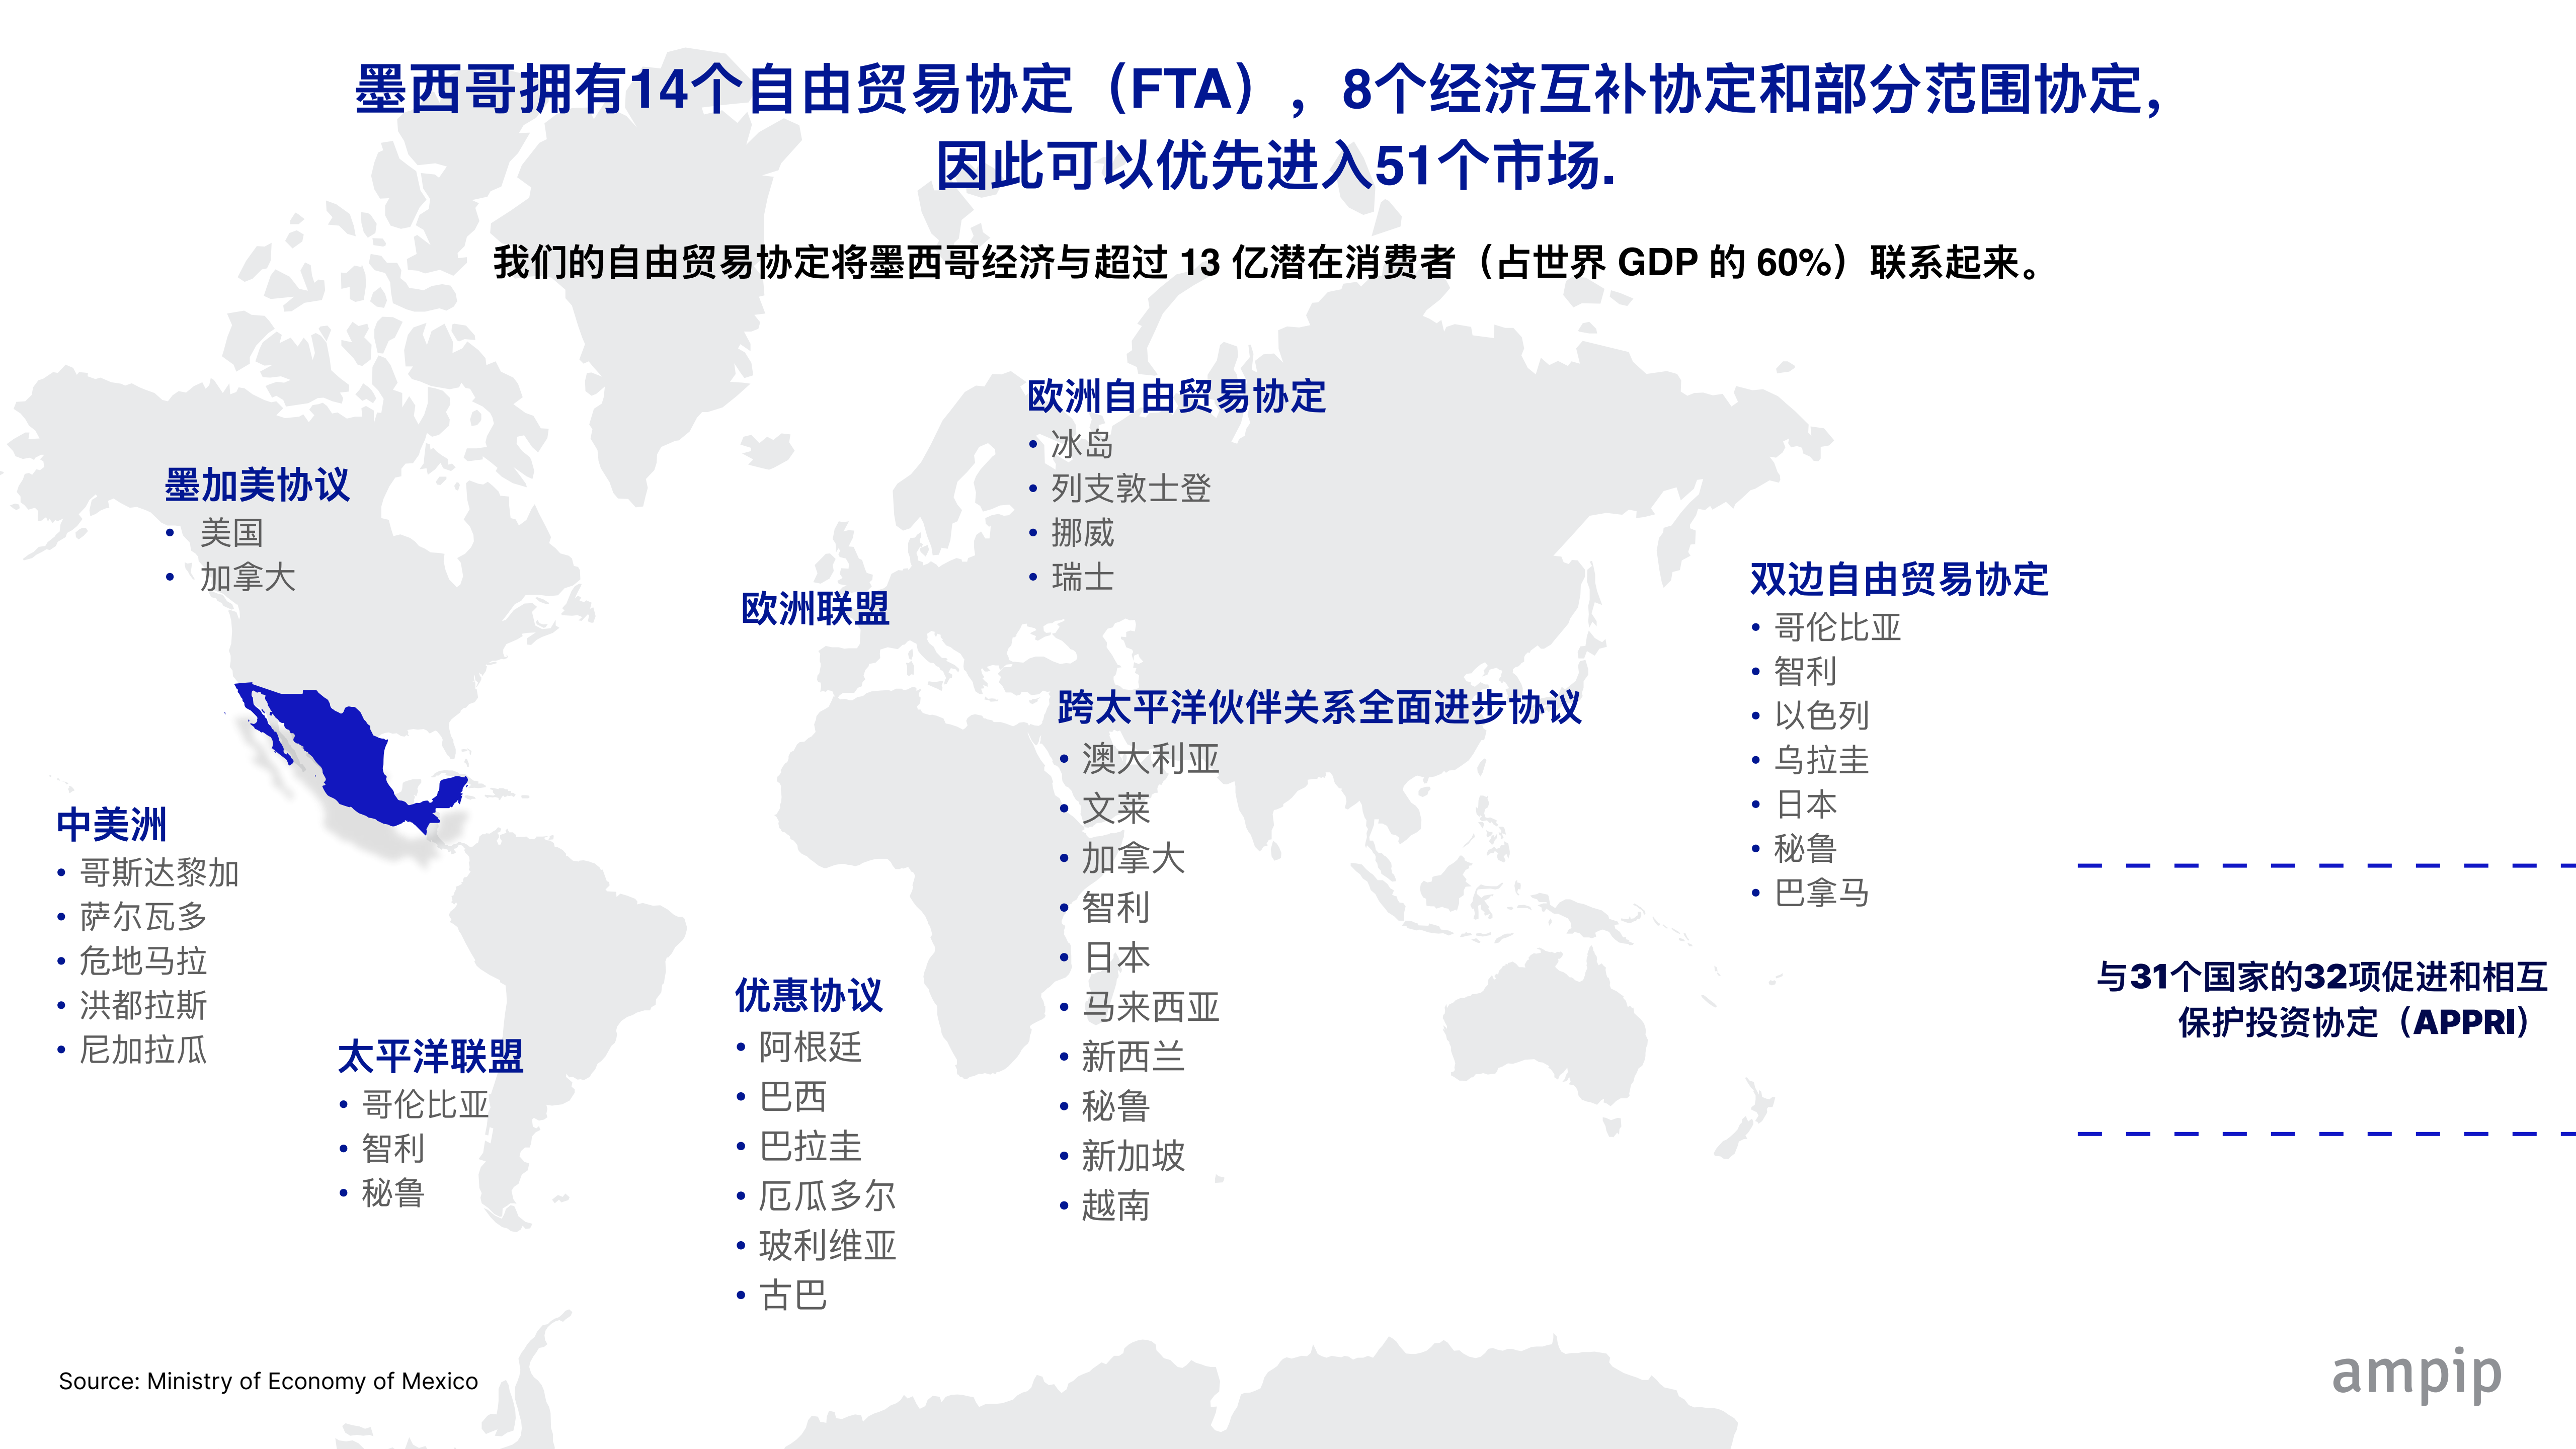 墨西哥拥有14个自由贸易协定（FTA），8个经济互补协定和部分范围协定,
因此可以优先进入51个市场.
我们的自由贸易协定将墨西哥经济与超过 13 亿潜在消费者（占世界 GDP 的 60%）联系起来。
墨加美协议
• 美国
• 加拿大
中美洲
• 哥斯达黎加
• 萨尔瓦多
• 危地马拉
• 洪都拉斯
• 尼加拉瓜
太平洋联盟
• 哥伦比亚
• 智利
• 秘鲁
欧洲联盟
优惠协议
• 阿根廷
• 巴西
• 巴拉圭
• 厄瓜多尔
• 玻利维亚
• 古巴
欧洲自由贸易协定
• 冰岛
• 列支敦士登
• 挪威
• 瑞士
跨太平洋伙伴关系全面进步协议
• 澳大利亚
• 文莱
• 加拿大
• 智利
• 日本
• 马来西亚
• 新西兰
• 秘鲁
• 新加坡
• 越南
双边自由贸易协定
• 哥伦比亚
• 智利
• 以色列
• 乌拉圭
• 日本
• 秘鲁
• 巴拿马
与31个国家的32项促进和相互
保护投资协定（APPRI）
Source: Ministry of Economy of Mexico
ampip